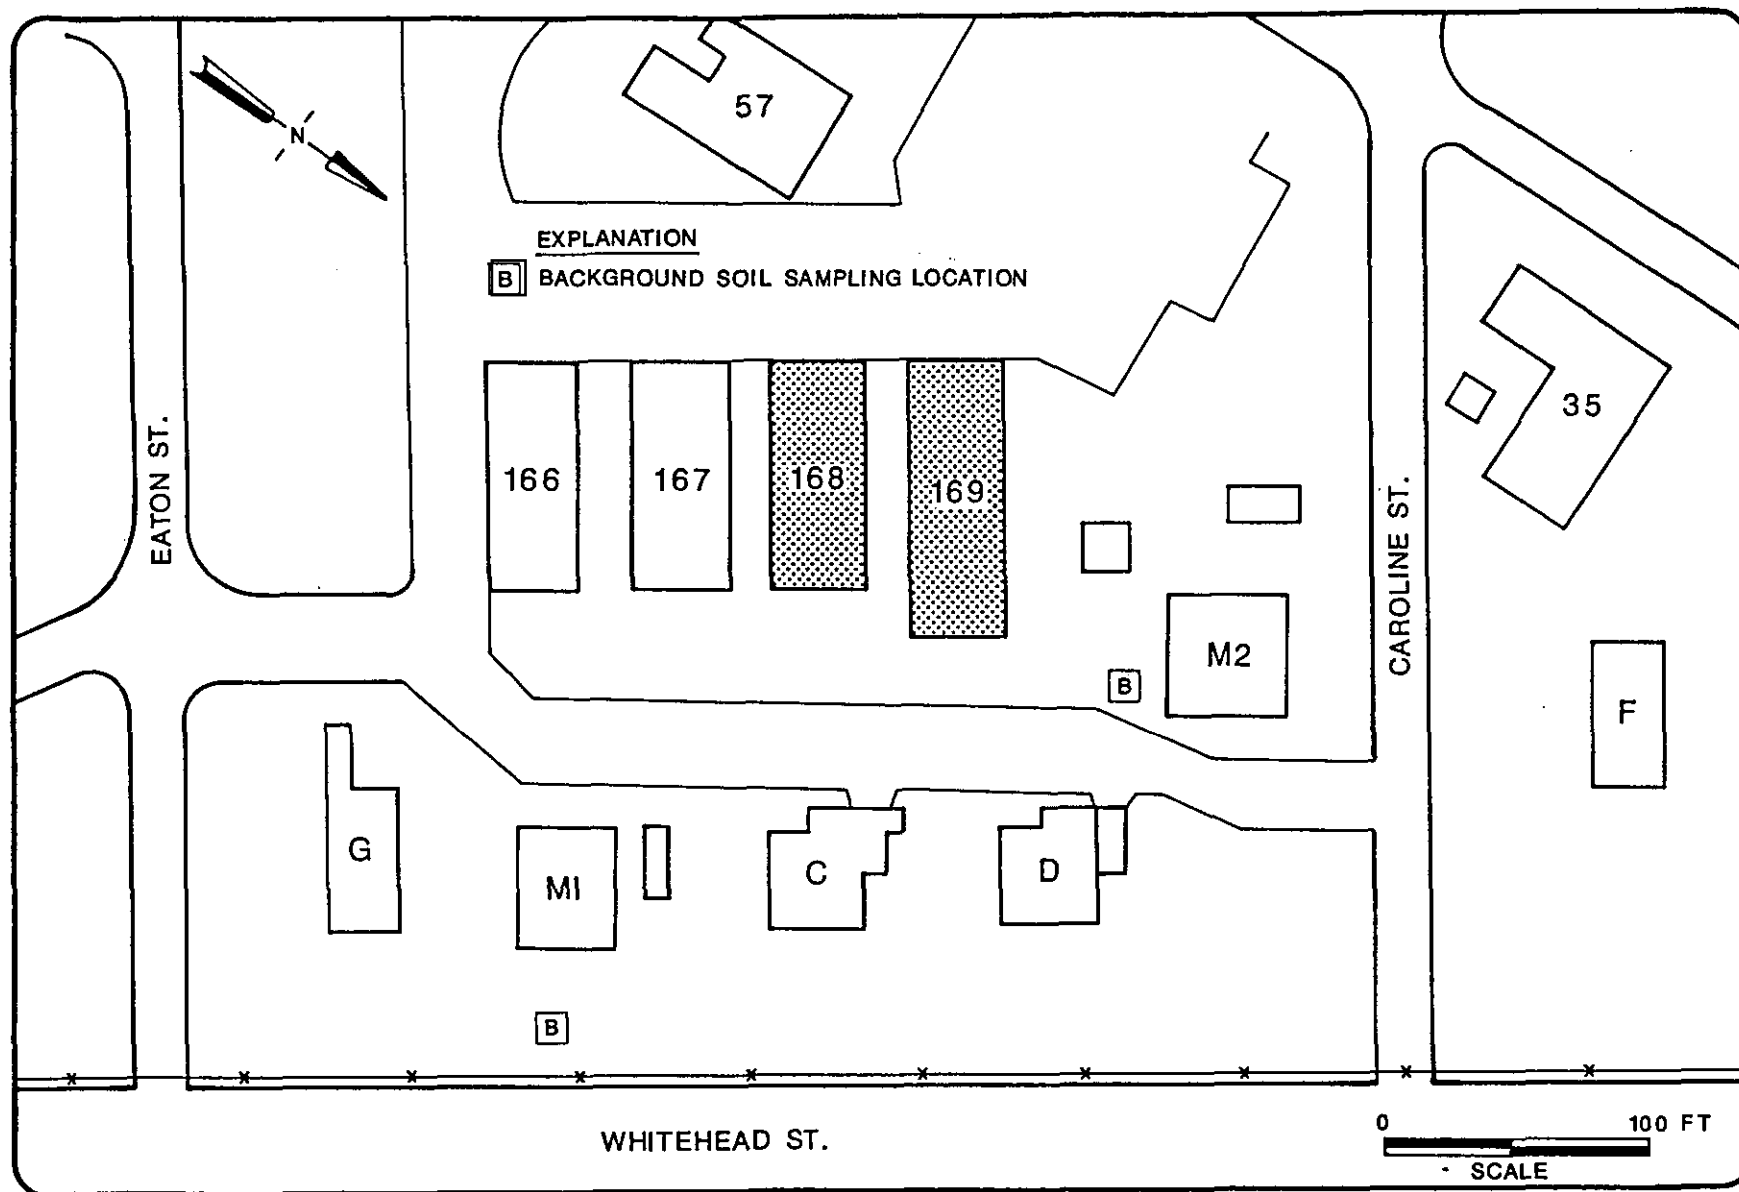 57
N
EXPLANATION
B BACKGROUND SOIL SAMPLING LOCATION
EATON ST.
166
167
168
169
35
CAROLINE ST.
M2
B
F
G
M1
C
D
B
WHITEHEAD ST.
0 100 FT
SCALE